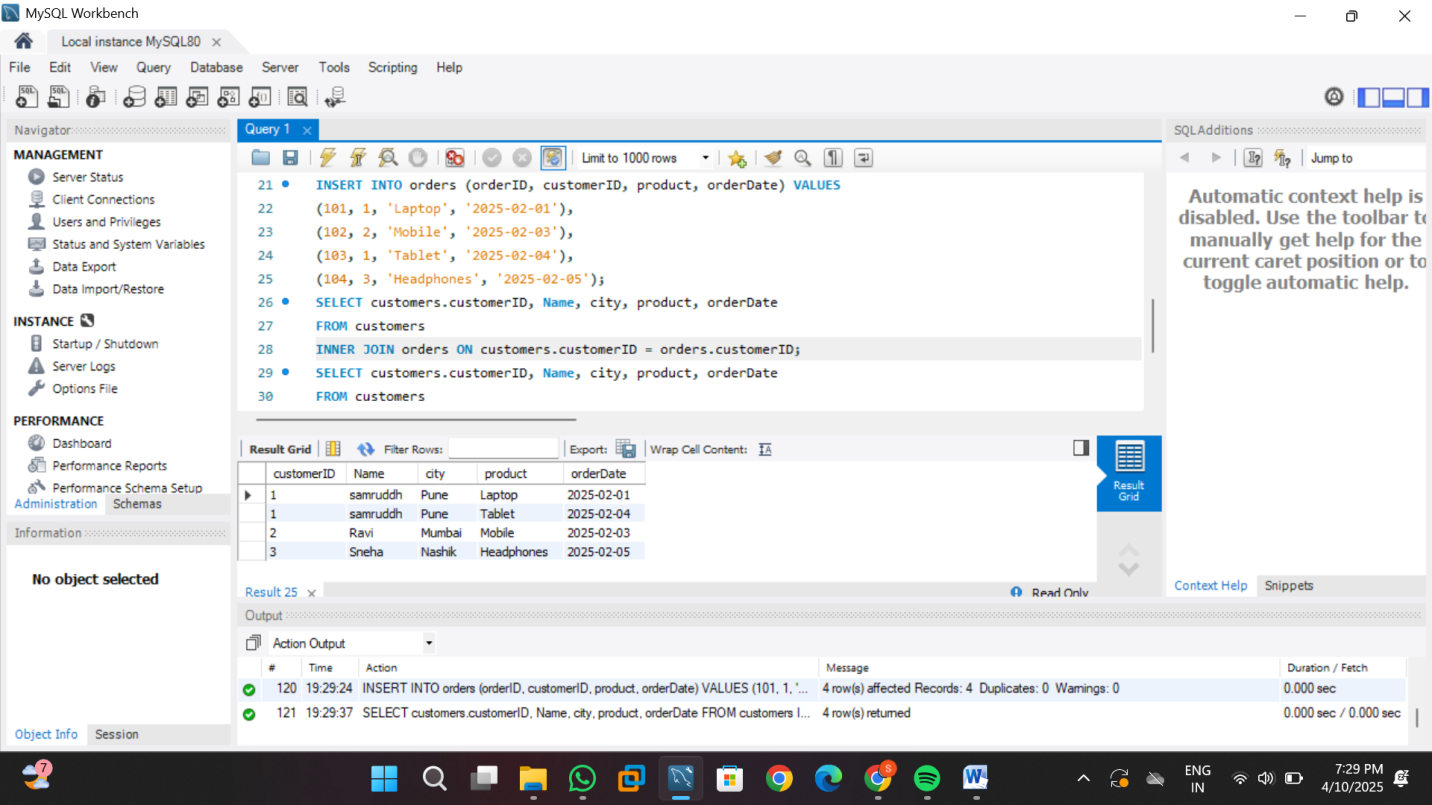 MySQL Workbench
Local instance MySQL80
File Edit View Query Database Server Tools Scripting Help
Navigator
MANAGEMENT
Server Status
Client Connections
Users and Privileges
Status and System Variables
Data Export
Data Import/Restore
INSTANCE
Startup / Shutdown
Server Logs
Options File
PERFORMANCE
Dashboard
Performance Reports
Performance Schema Setup
Administration Schemas
Information
No object selected
Object Info Session
Query 1
Limit to 1000 rows
21 INSERT INTO orders (orderID, customerID, product, orderDate) VALUES
22 (101, 1, 'Laptop', '2025-02-01'),
23 (102, 2, 'Mobile', '2025-02-03'),
24 (103, 1, 'Tablet', '2025-02-04'),
25 (104, 3, 'Headphones', '2025-02-05');
26 SELECT customers.customerID, Name, city, product, orderDate
27 FROM customers
28 INNER JOIN orders ON customers.customerID = orders.customerID;
29 SELECT customers.customerID, Name, city, product, orderDate
30 FROM customers
Result Grid Filter Rows: Export: Wrap Cell Content:
customerID Name city product orderDate
1 samruddh Pune Laptop 2025-02-01
1 samruddh Pune Tablet 2025-02-04
2 Ravi Mumbai Mobile 2025-02-03
3 Sneha Nashik Headphones 2025-02-05
Result
Grid
Result 25 Read Only
Output
Action Output
# Time Action Message Duration / Fetch
120 19:29:24 INSERT INTO orders (orderID, customerID, product, orderDate) VALUES (101, 1, '... 4 row(s) affected Records: 4 Duplicates: 0 Warnings: 0 0.000 sec
121 19:29:37 SELECT customers.customerID, Name, city, product, orderDate FROM customers I... 4 row(s) returned 0.000 sec / 0.000 sec
SQLAdditions
Jump to
Automatic context help is
disabled. Use the toolbar to
manually get help for the
current caret position or to
toggle automatic help.
Context Help Snippets
7
S
ENG
IN
7:29 PM
4/10/2025